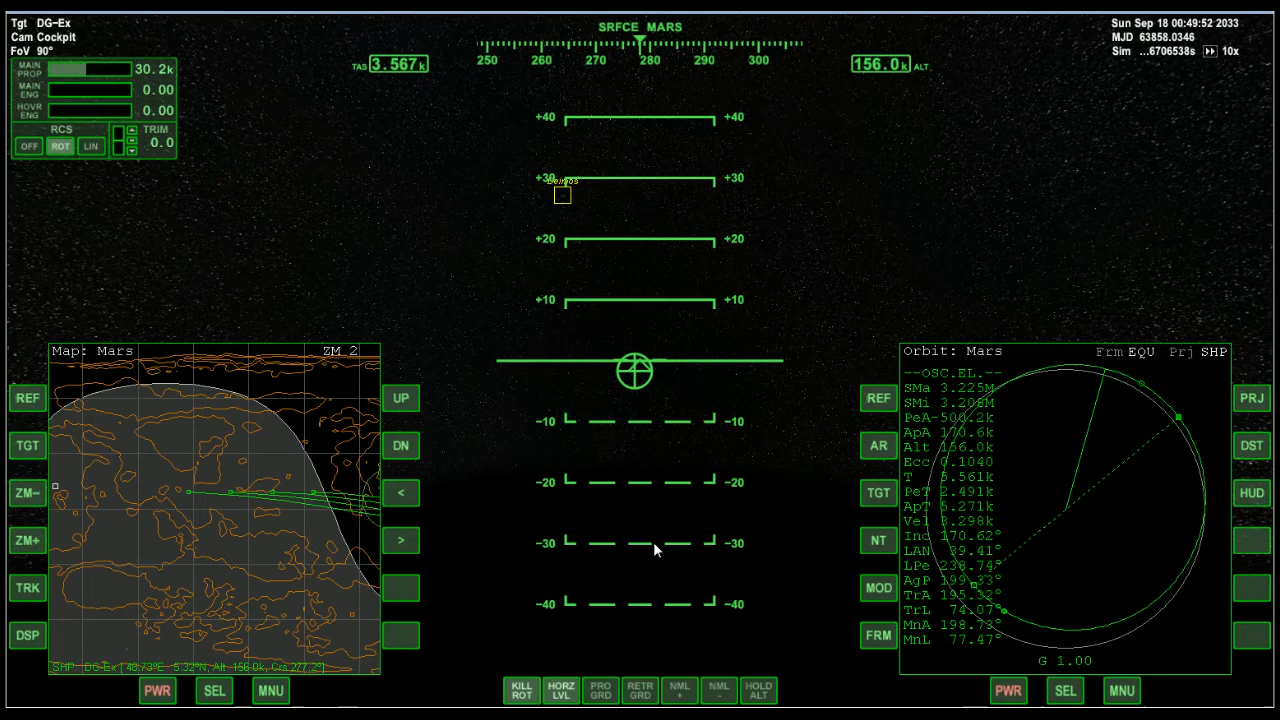 Tgt DG-Ex
Cam Cockpit
FoV 90°
MAIN PROP 30.2k
MAIN ENG 0.00
HOVR ENG 0.00
RCS
OFF ROT LIN
TRIM
0.0
SRFCE MARS
250 260 270 280 290 300
TAS 3.567k
156.0k ALT
Sun Sep 18 00:49:52 2033
MJD 63858.0346
Sim ...6706538s 10x
+40 +40
+30 +30
Deimos
+20 +20
+10 +10
-10 -10
-20 -20
-30 -30
-40 -40
Map: Mars ZM 2
REF
TGT
ZM-
ZM+
TRK
DSP
UP
DN
<
>
SHP DG-Ex [ 48.73°E 5.32°N, Alt 156.0k, Crs 277.2°]
PWR SEL MNU
KILL ROT
HORZ LVL
PRO GRD
RETR GRD
NML +
NML -
HOLD ALT
Orbit: Mars Frm EQU Prj SHP
--OSC.EL.--
SMa 3.225M
SMi 3.208M
PeA-500.2k
ApA 170.6k
Alt 156.0k
Ecc 0.1040
T 5.561k
PeT 2.491k
ApT 5.271k
Vel 3.298k
Inc 170.62°
LAN 39.41°
LPe 238.74°
AgP 199.33°
TrA 195.32°
TrL 74.07°
MnA 198.73°
MnL 77.47°
G 1.00
REF
AR
TGT
NT
MOD
FRM
PRJ
DST
HUD
PWR SEL MNU